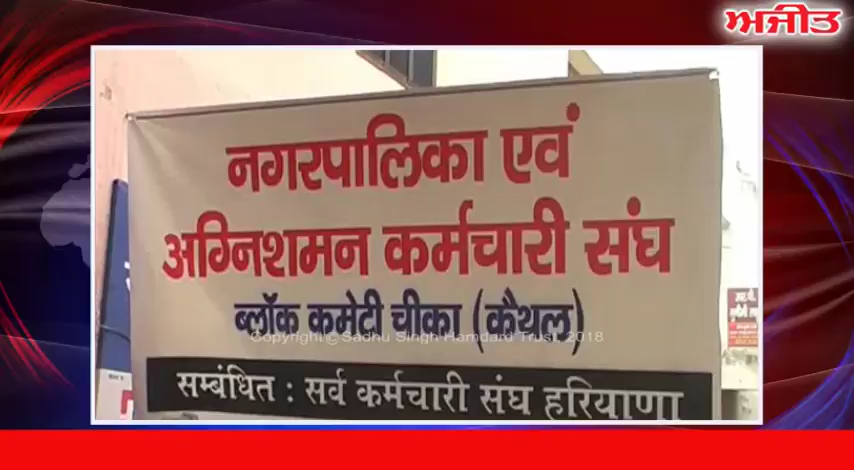 ਅਜੀਤ
नगरपालिका एवं
अग्निशमन कर्मचारी संघ
ब्लॉक कमेटी चीका (कैथल)
Copyright © Sadhu Singh Hamdard Trust 2018
सम्बंधित : सर्व कर्मचारी संघ हरियाणा